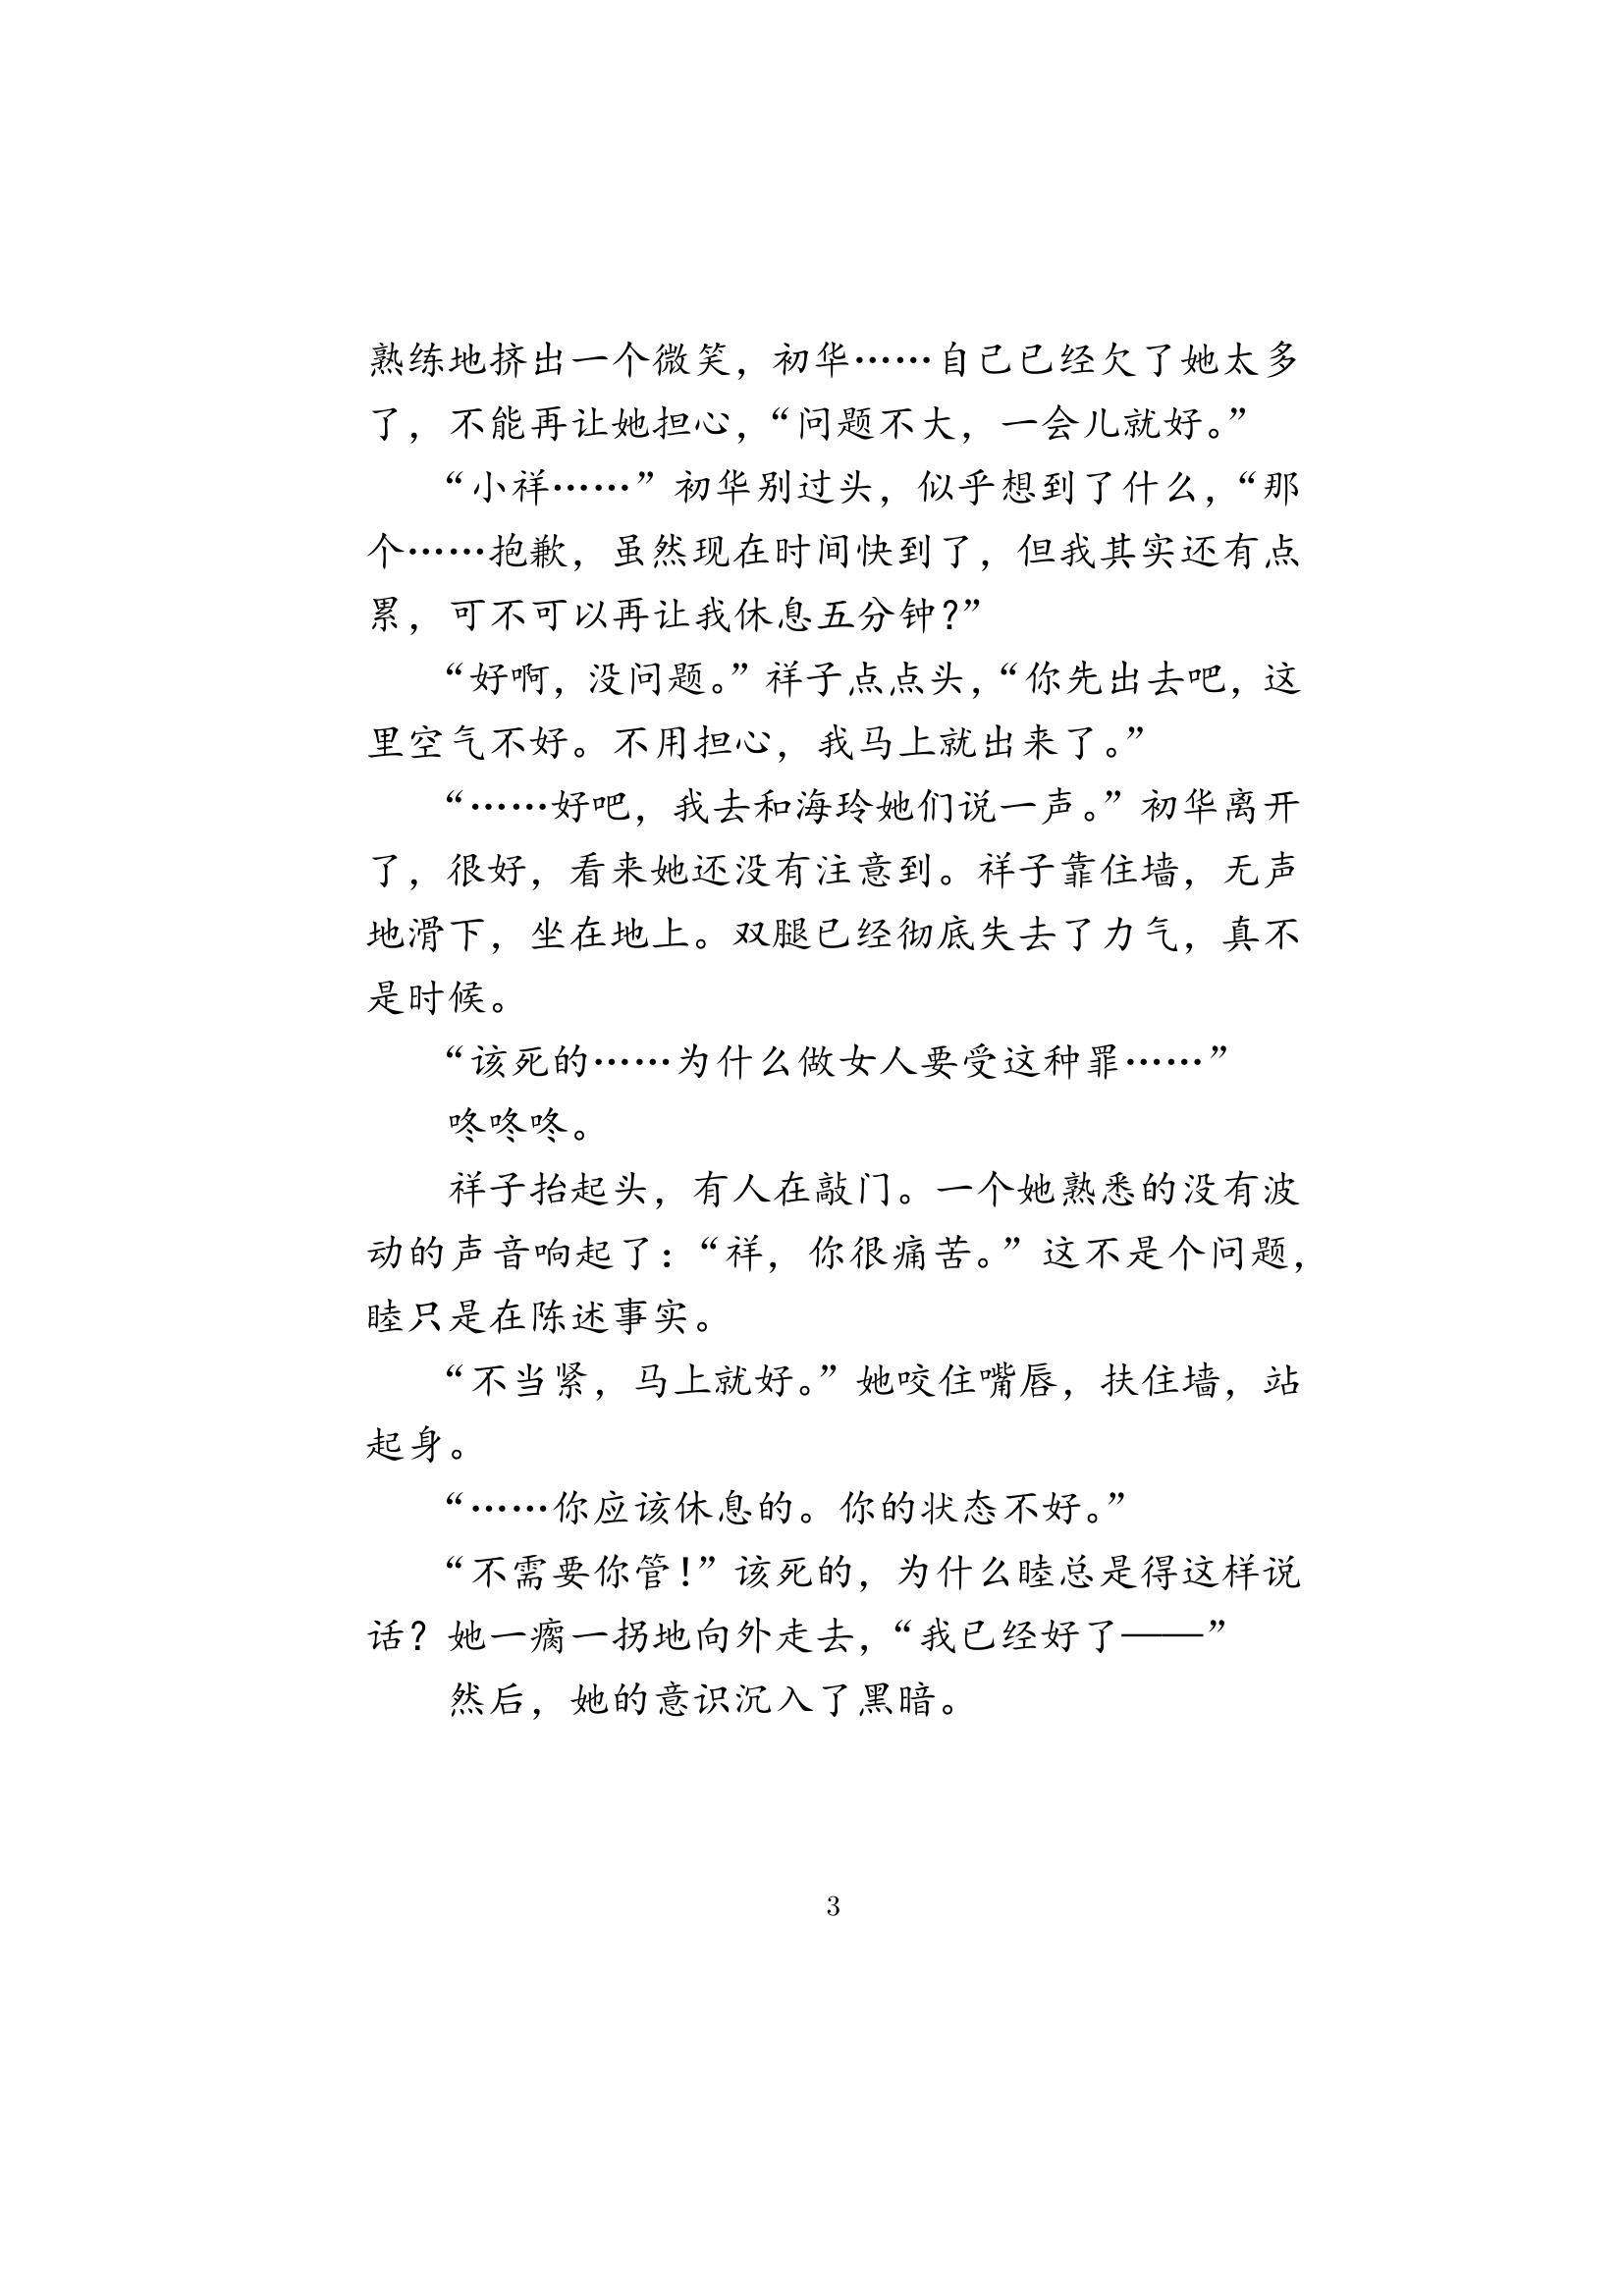 熟练地挤出一个微笑，初华……自己已经欠了她太多
了，不能再让她担心，“问题不大，一会儿就好。”
“小祥……”初华别过头，似乎想到了什么，“那
个……抱歉，虽然现在时间快到了，但我其实还有点
累，可不可以再让我休息五分钟？”
“好啊，没问题。”祥子点点头，“你先出去吧，这
里空气不好。不用担心，我马上就出来了。”
“……好吧，我去和海玲她们说一声。”初华离开
了，很好，看来她还没有注意到。祥子靠住墙，无声
地滑下，坐在地上。双腿已经彻底失去了力气，真不
是时候。
“该死的……为什么做女人要受这种罪……”
咚咚咚。
祥子抬起头，有人在敲门。一个她熟悉的没有波
动的声音响起了：“祥，你很痛苦。”这不是个问题，
睦只是在陈述事实。
“不当紧，马上就好。”她咬住嘴唇，扶住墙，站
起身。
“……你应该休息的。你的状态不好。”
“不需要你管！”该死的，为什么睦总是得这样说
话？她一瘸一拐地向外走去，“我已经好了——”
然后，她的意识沉入了黑暗。
3